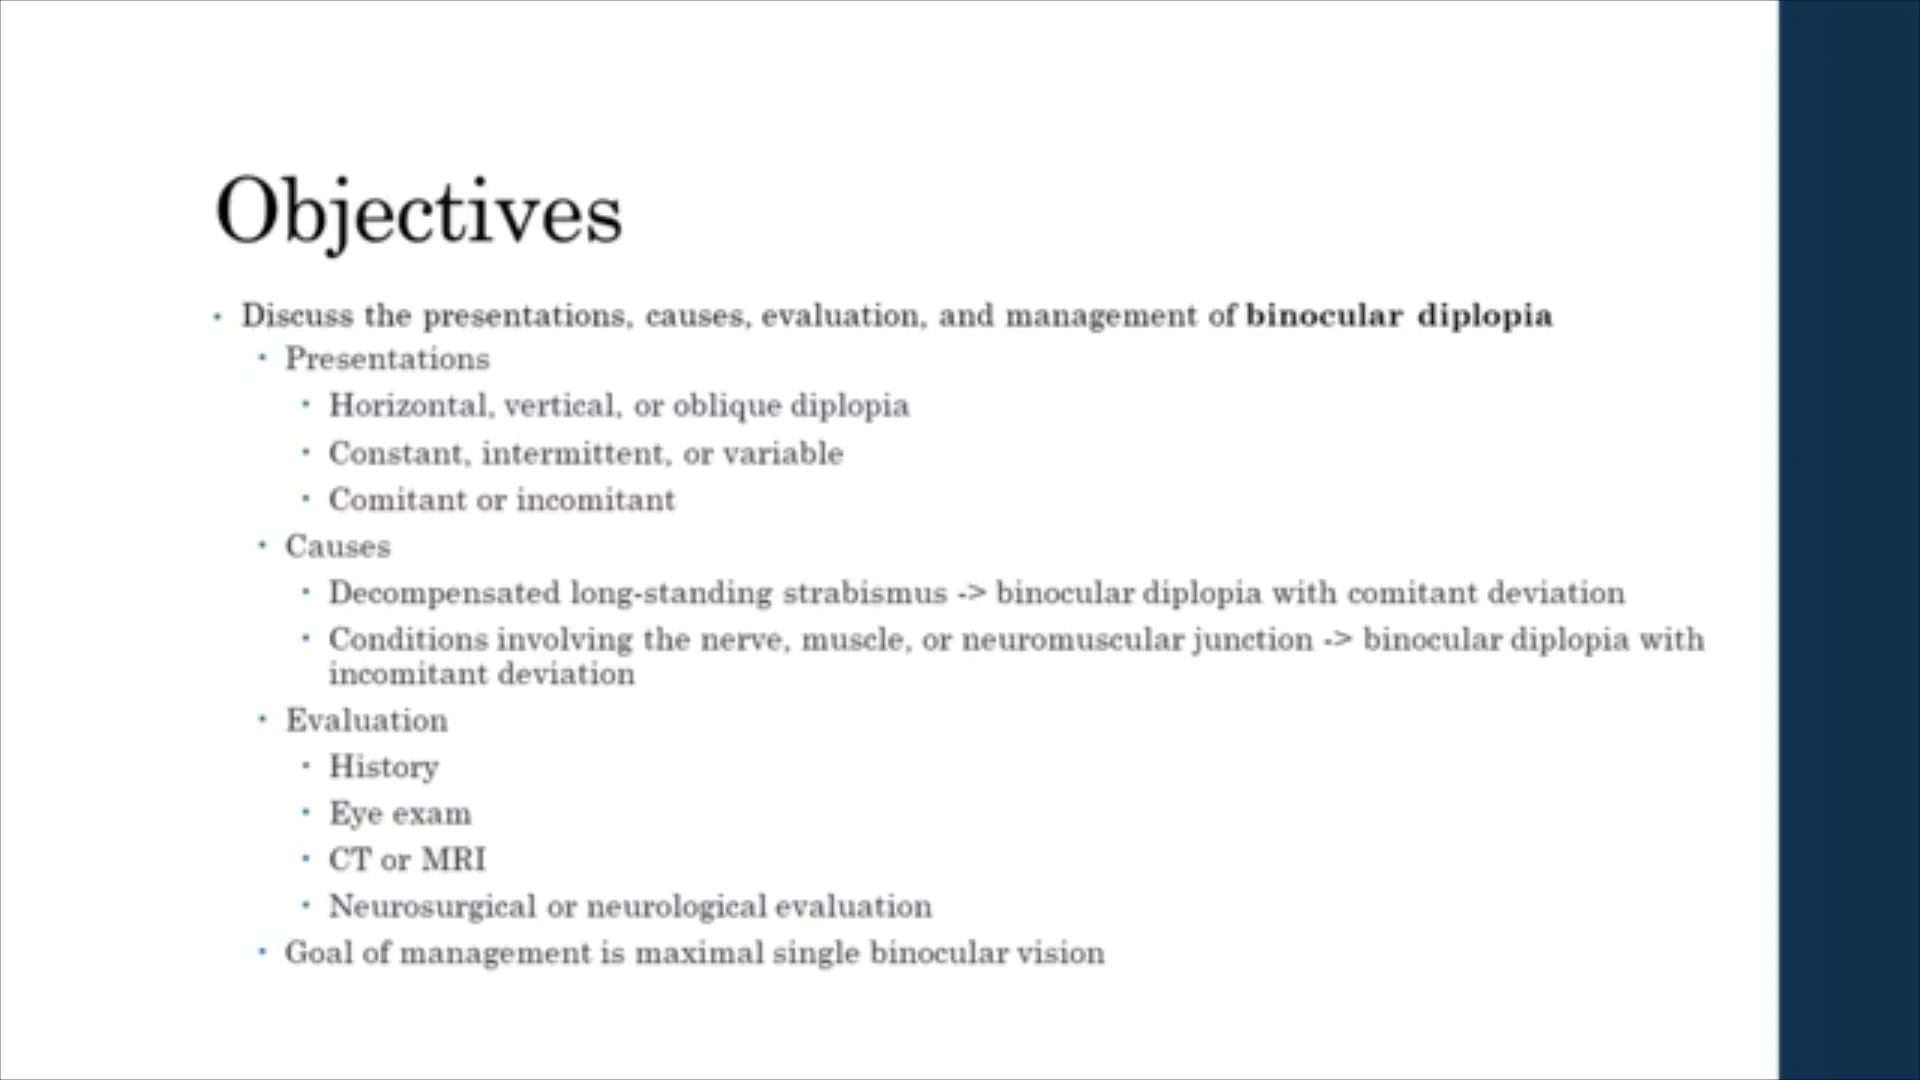 Objectives
• Discuss the presentations, causes, evaluation, and management of binocular diplopia
• Presentations
• Horizontal, vertical, or oblique diplopia
• Constant, intermittent, or variable
• Comitant or incomitant
• Causes
• Decompensated long-standing strabismus -> binocular diplopia with comitant deviation
• Conditions involving the nerve, muscle, or neuromuscular junction -> binocular diplopia with
incomitant deviation
• Evaluation
• History
• Eye exam
• CT or MRI
• Neurosurgical or neurological evaluation
• Goal of management is maximal single binocular vision